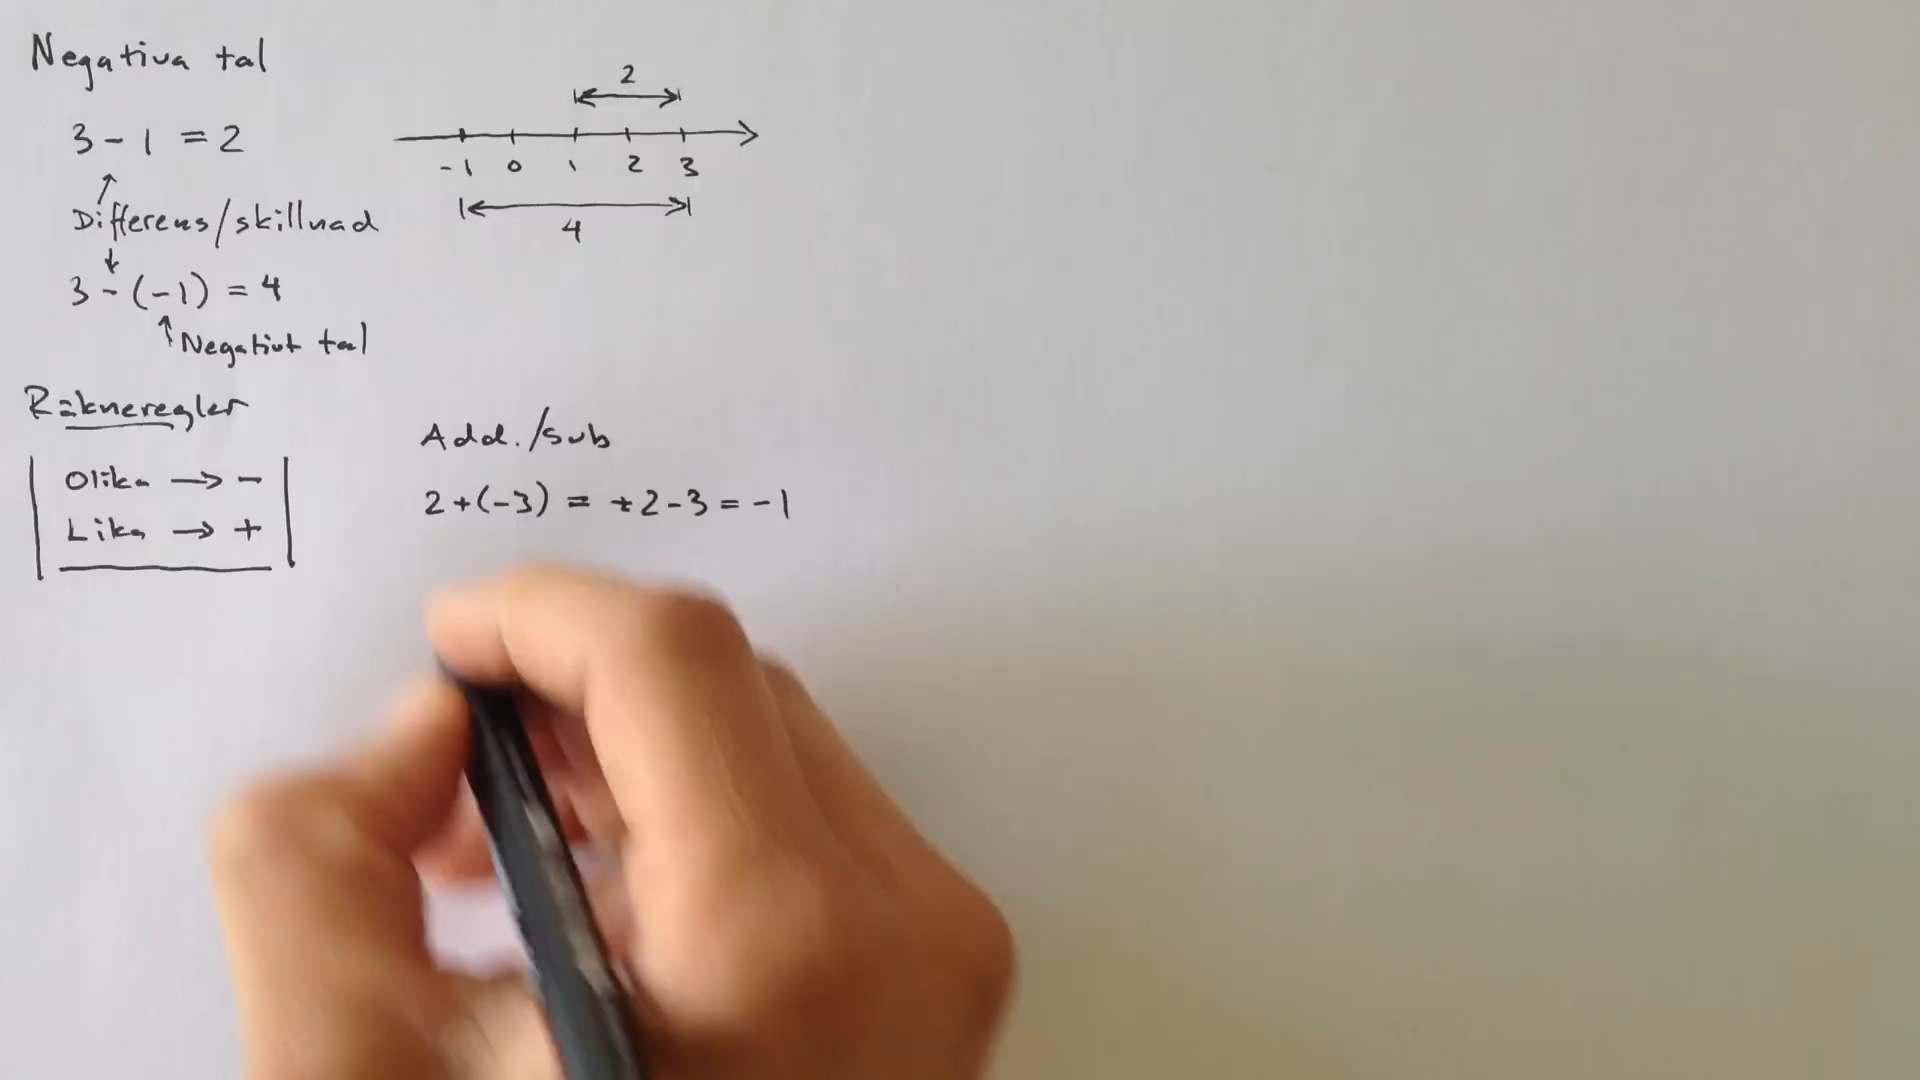 Negativa tal
3 - 1 = 2
Differens/skillnad
3 - (-1) = 4
Negativt tal
2
-1 0 1 2 3
4
Räkneregler
Olika → -
Lika → +
Add./sub
2+(-3) = +2-3 = -1